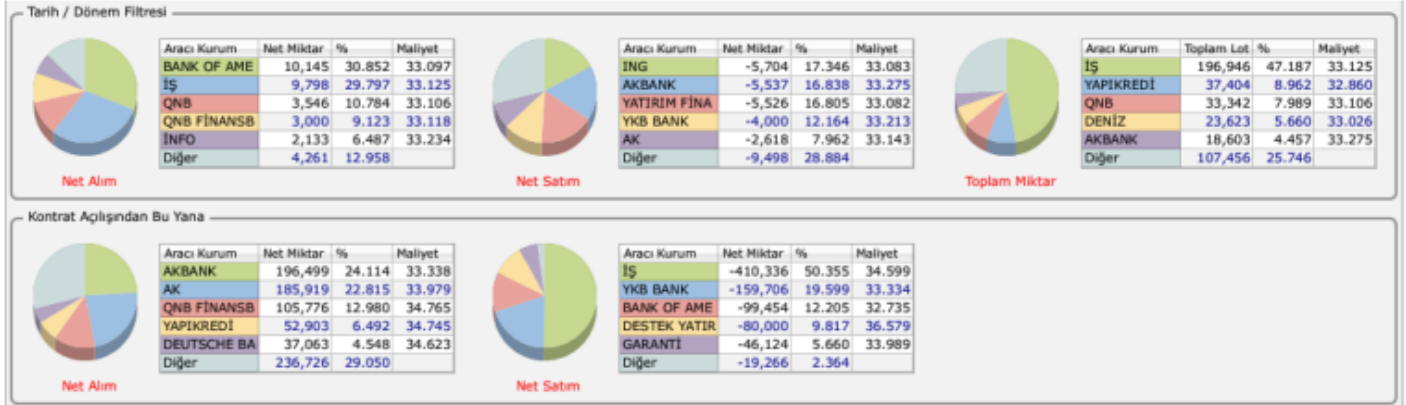 Tarih / Dönem Filtresi
Aracı Kurum Net Miktar % Maliyet
BANK OF AME 10,145 30.852 33.097
İŞ 9,798 29.797 33.125
QNB 3,546 10.784 33.106
QNB FİNANSB 3,000 9.123 33.118
İNFO 2,133 6.487 33.234
Diğer 4,261 12.958
Net Alım
Aracı Kurum Net Miktar % Maliyet
ING -5,704 17.346 33.083
AKBANK -5,537 16.838 33.275
YATIRIM FİNA -5,526 16.805 33.082
YKB BANK -4,000 12.164 33.213
AK -2,618 7.962 33.143
Diğer -9,498 28.884
Net Satım
Aracı Kurum Toplam Lot % Maliyet
İŞ 196,946 47.187 33.125
YAPIKREDİ 37,404 8.962 32.860
QNB 33,342 7.989 33.106
DENİZ 23,623 5.660 33.026
AKBANK 18,603 4.457 33.275
Diğer 107,456 25.746
Toplam Miktar
Kontrat Açılışından Bu Yana
Aracı Kurum Net Miktar % Maliyet
AKBANK 196,499 24.114 33.338
AK 185,919 22.815 33.979
QNB FİNANSB 105,776 12.980 34.765
YAPIKREDİ 52,903 6.492 34.745
DEUTSCHE BA 37,063 4.548 34.623
Diğer 236,726 29.050
Net Alım
Aracı Kurum Net Miktar % Maliyet
İŞ -410,336 50.355 34.599
YKB BANK -159,706 19.599 33.334
BANK OF AME -99,454 12.205 32.735
DESTEK YATIR -80,000 9.817 36.579
GARANTİ -46,124 5.660 33.989
Diğer -19,266 2.364
Net Satım